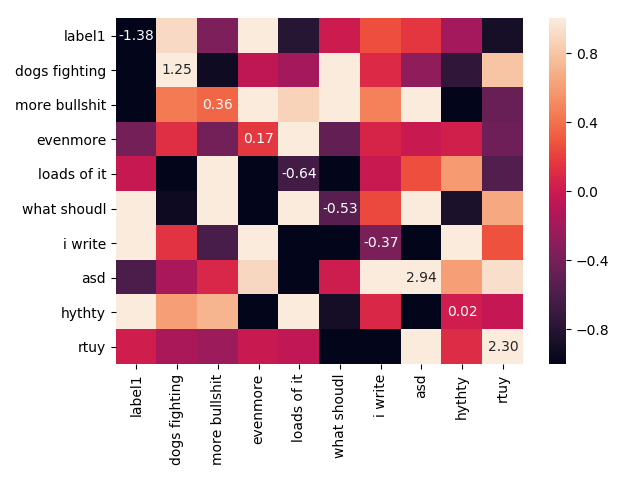 label1
dogs fighting
more bullshit
evenmore
loads of it
what shoudl
i write
asd
hythty
rtuy
-1.38
1.25
0.36
0.17
-0.64
-0.53
-0.37
2.94
0.02
2.30
label1
dogs fighting
more bullshit
evenmore
loads of it
what shoudl
i write
asd
hythty
rtuy
0.8
0.4
0.0
−0.4
−0.8